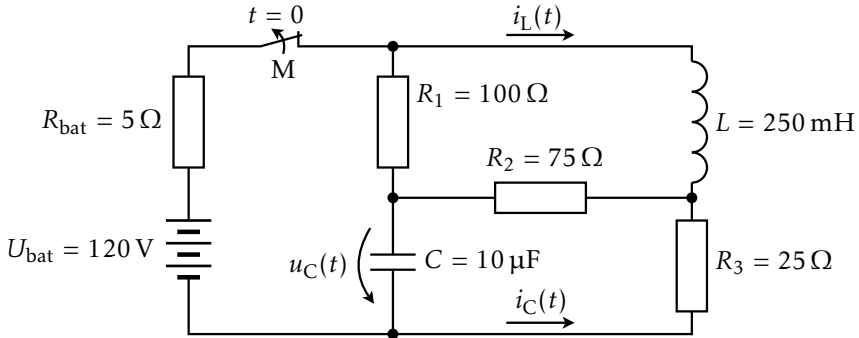 t = 0
i_L(t)
M
R_1 = 100 Ω
R_bat = 5 Ω
L = 250 mH
R_2 = 75 Ω
U_bat = 120 V
u_C(t)
C = 10 µF
R_3 = 25 Ω
i_C(t)